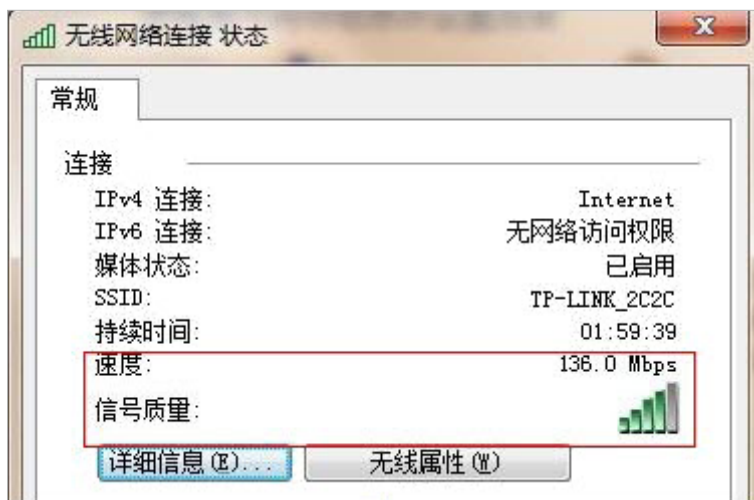 无线网络连接 状态
常规
连接
IPv4 连接: Internet
IPv6 连接: 无网络访问权限
媒体状态: 已启用
SSID: TP-LINK_2C2C
持续时间: 01:59:39
速度: 136.0 Mbps
信号质量:
详细信息(E)... 无线属性(W)